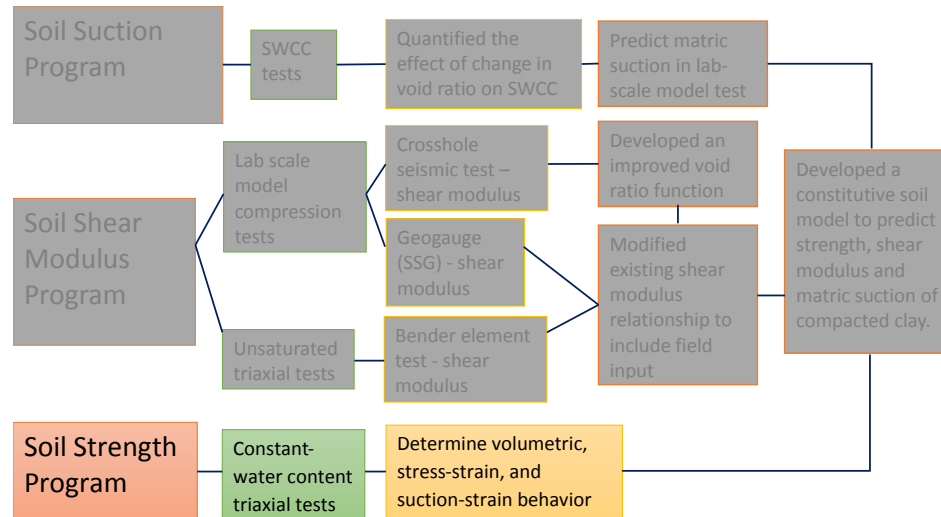 Soil Suction
Program
SWCC
tests
Quantified the
effect of change in
void ratio on SWCC
Predict matric
suction in lab-
scale model test
Soil Shear
Modulus
Program
Lab scale
model
compression
tests
Crosshole
seismic test –
shear modulus
Developed an
improved void
ratio function
Geogauge
(SSG) - shear
modulus
Unsaturated
triaxial tests
Bender element
test - shear
modulus
Modified
existing shear
modulus
relationship to
include field
input
Developed a
constitutive soil
model to predict
strength, shear
modulus and
matric suction of
compacted clay.
Soil Strength
Program
Constant-
water content
triaxial tests
Determine volumetric,
stress-strain, and
suction-strain behavior